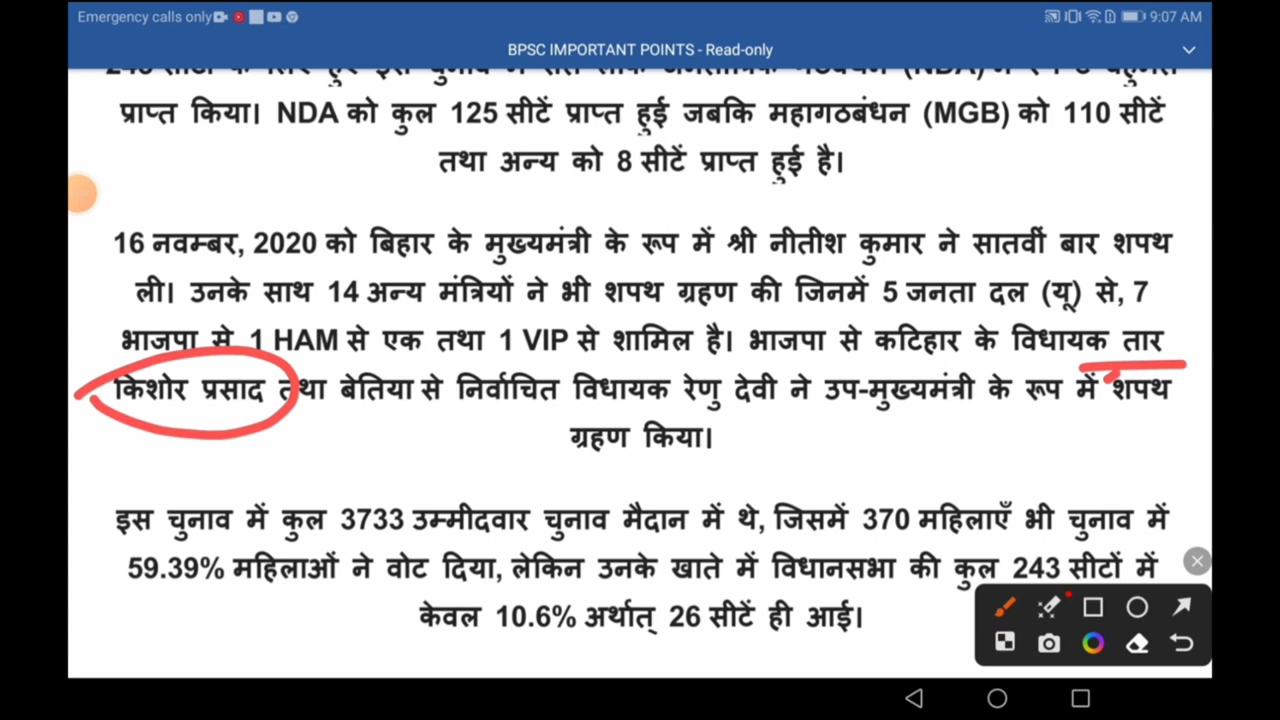 Emergency calls only
9:07 AM
BPSC IMPORTANT POINTS - Read-only
प्राप्त किया। NDA को कुल 125 सीटें प्राप्त हुई जबकि महागठबंधन (MGB) को 110 सीटें
तथा अन्य को 8 सीटें प्राप्त हुई है।
16 नवम्बर, 2020 को बिहार के मुख्यमंत्री के रूप में श्री नीतीश कुमार ने सातवीं बार शपथ
ली। उनके साथ 14 अन्य मंत्रियों ने भी शपथ ग्रहण की जिनमें 5 जनता दल (यू) से, 7
भाजपा से 1 HAM से एक तथा 1 VIP से शामिल है। भाजपा से कटिहार के विधायक तार
किशोर प्रसाद तथा बेतिया से निर्वाचित विधायक रेणु देवी ने उप-मुख्यमंत्री के रूप में शपथ
ग्रहण किया।
इस चुनाव में कुल 3733 उम्मीदवार चुनाव मैदान में थे, जिसमें 370 महिलाएँ भी चुनाव में
59.39% महिलाओं ने वोट दिया, लेकिन उनके खाते में विधानसभा की कुल 243 सीटों में
केवल 10.6% अर्थात् 26 सीटें ही आई।